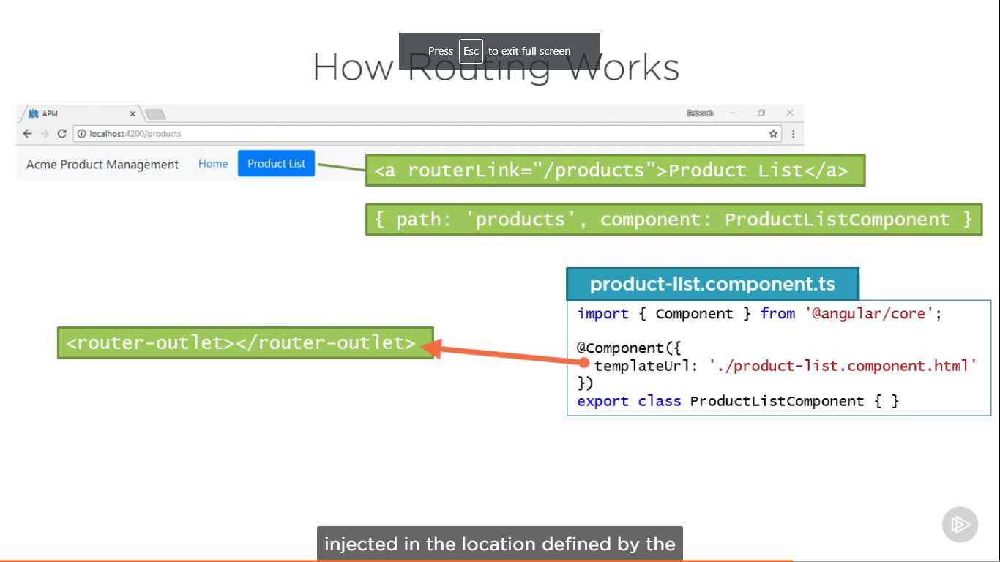 Press Esc to exit full screen
How Routing Works
APM
Deborah
localhost:4200/products
Acme Product Management Home Product List
<a routerLink="/products">Product List</a>
{ path: 'products', component: ProductListComponent }
product-list.component.ts
import { Component } from '@angular/core';
@Component({
templateUrl: './product-list.component.html'
})
export class ProductListComponent { }
<router-outlet></router-outlet>
injected in the location defined by the